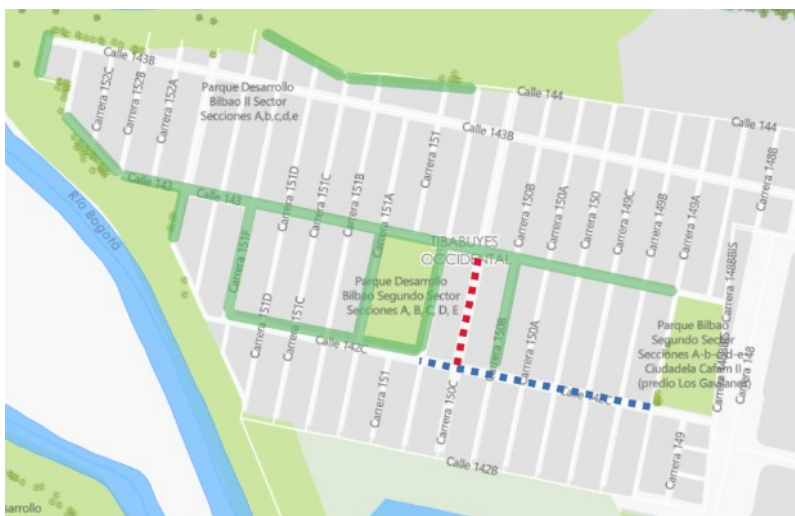 Calle 143B
Calle 144
Calle 144
Carrera 152C
Carrera 152B
Carrera 152A
Parque Desarrollo
Bilbao II Sector
Secciones A,b,c,d,e
Calle 143B
Carrera 151
Carrera 148B
Calle 143
Calle 143
Carrera 151D
Carrera 151C
Carrera 151B
Carrera 151A
Carrera 150B
Carrera 150A
Carrera 150
Carrera 149C
Carrera 149B
Carrera 149A
Río Bogotá
TIBABUYES
OCCIDENTAL
Carrera 151F
Carrera 151D
Carrera 151C
Parque Desarrollo
Bilbao Segundo Sector
Secciones A, B, C, D, E
Carrera 148BBIS
Carrera 148
Parque Bilbao
Segundo Sector
Secciones A-b-c-d-e
Ciudadela Cafam II
(predio Los Gavilanes)
Calle 142C
Carrera 151
Carrera 150C
Carrera 150B
Carrera 150A
Calle 142C
Carrera 149
Calle 142B
sarrollo